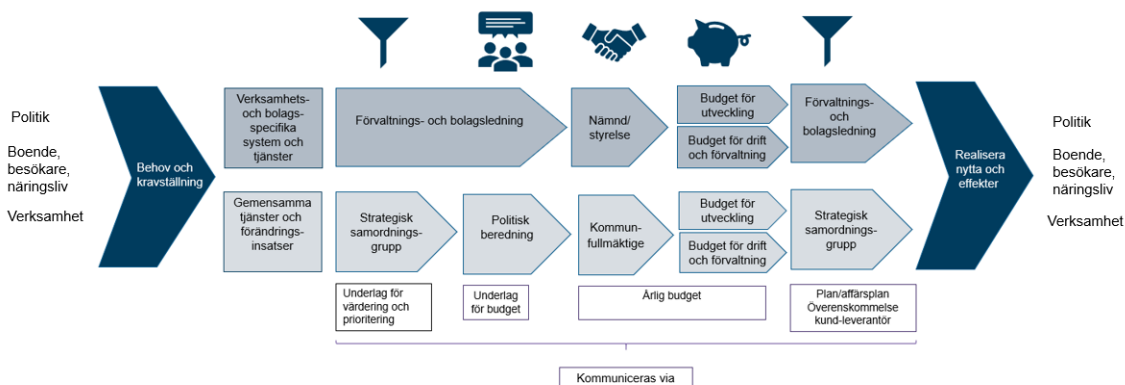 Politik
Boende,
besökare,
näringsliv
Verksamhet
Behov och
kravställning
Verksamhets-
och bolags-
specifika
system och
tjänster
Förvaltnings- och bolagsledning
Nämnd/
styrelse
Budget för
utveckling
Budget för drift
och förvaltning
Förvaltnings-
och
bolagsledning
Gemensamma
tjänster och
förändrings-
insatser
Strategisk
samordnings-
grupp
Politisk
beredning
Kommun-
fullmäktige
Budget för
utveckling
Budget för drift
och förvaltning
Strategisk
samordnings-
grupp
Realisera
nytta och
effekter
Politik
Boende,
besökare,
näringsliv
Verksamhet
Underlag för
värdering och
prioritering
Underlag
för budget
Årlig budget
Plan/affärsplan
Överenskommelse
kund-leverantör
Kommuniceras via